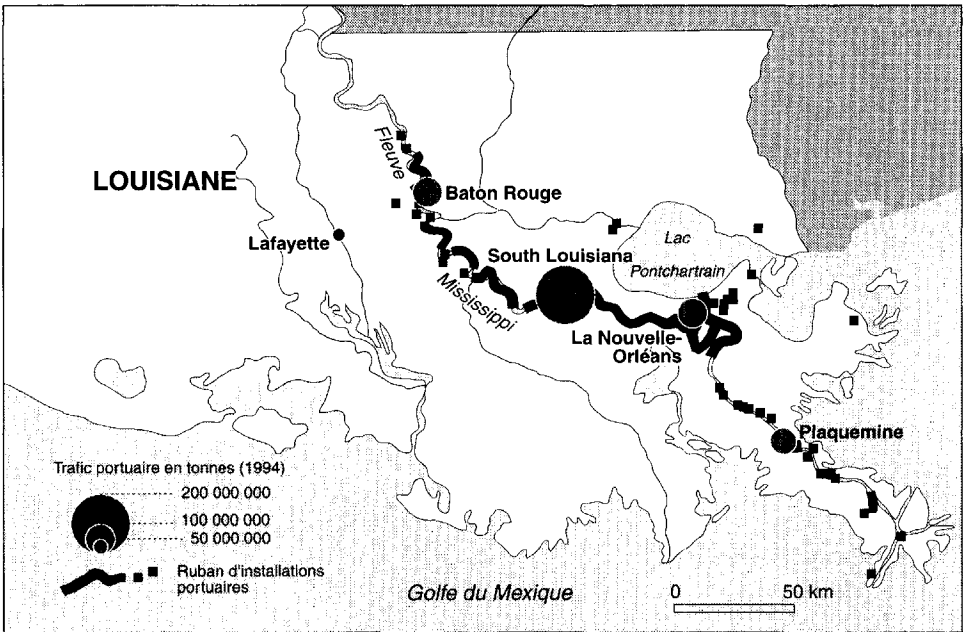 Fleuve
LOUISIANE
Baton Rouge
Lafayette
South Louisiana
Lac
Pontchartrain
Mississippi
La Nouvelle-
Orléans
Plaquemine
Trafic portuaire en tonnes (1994)
200 000 000
100 000 000
50 000 000
Ruban d'installations
portuaires
Golfe du Mexique
0
50 km